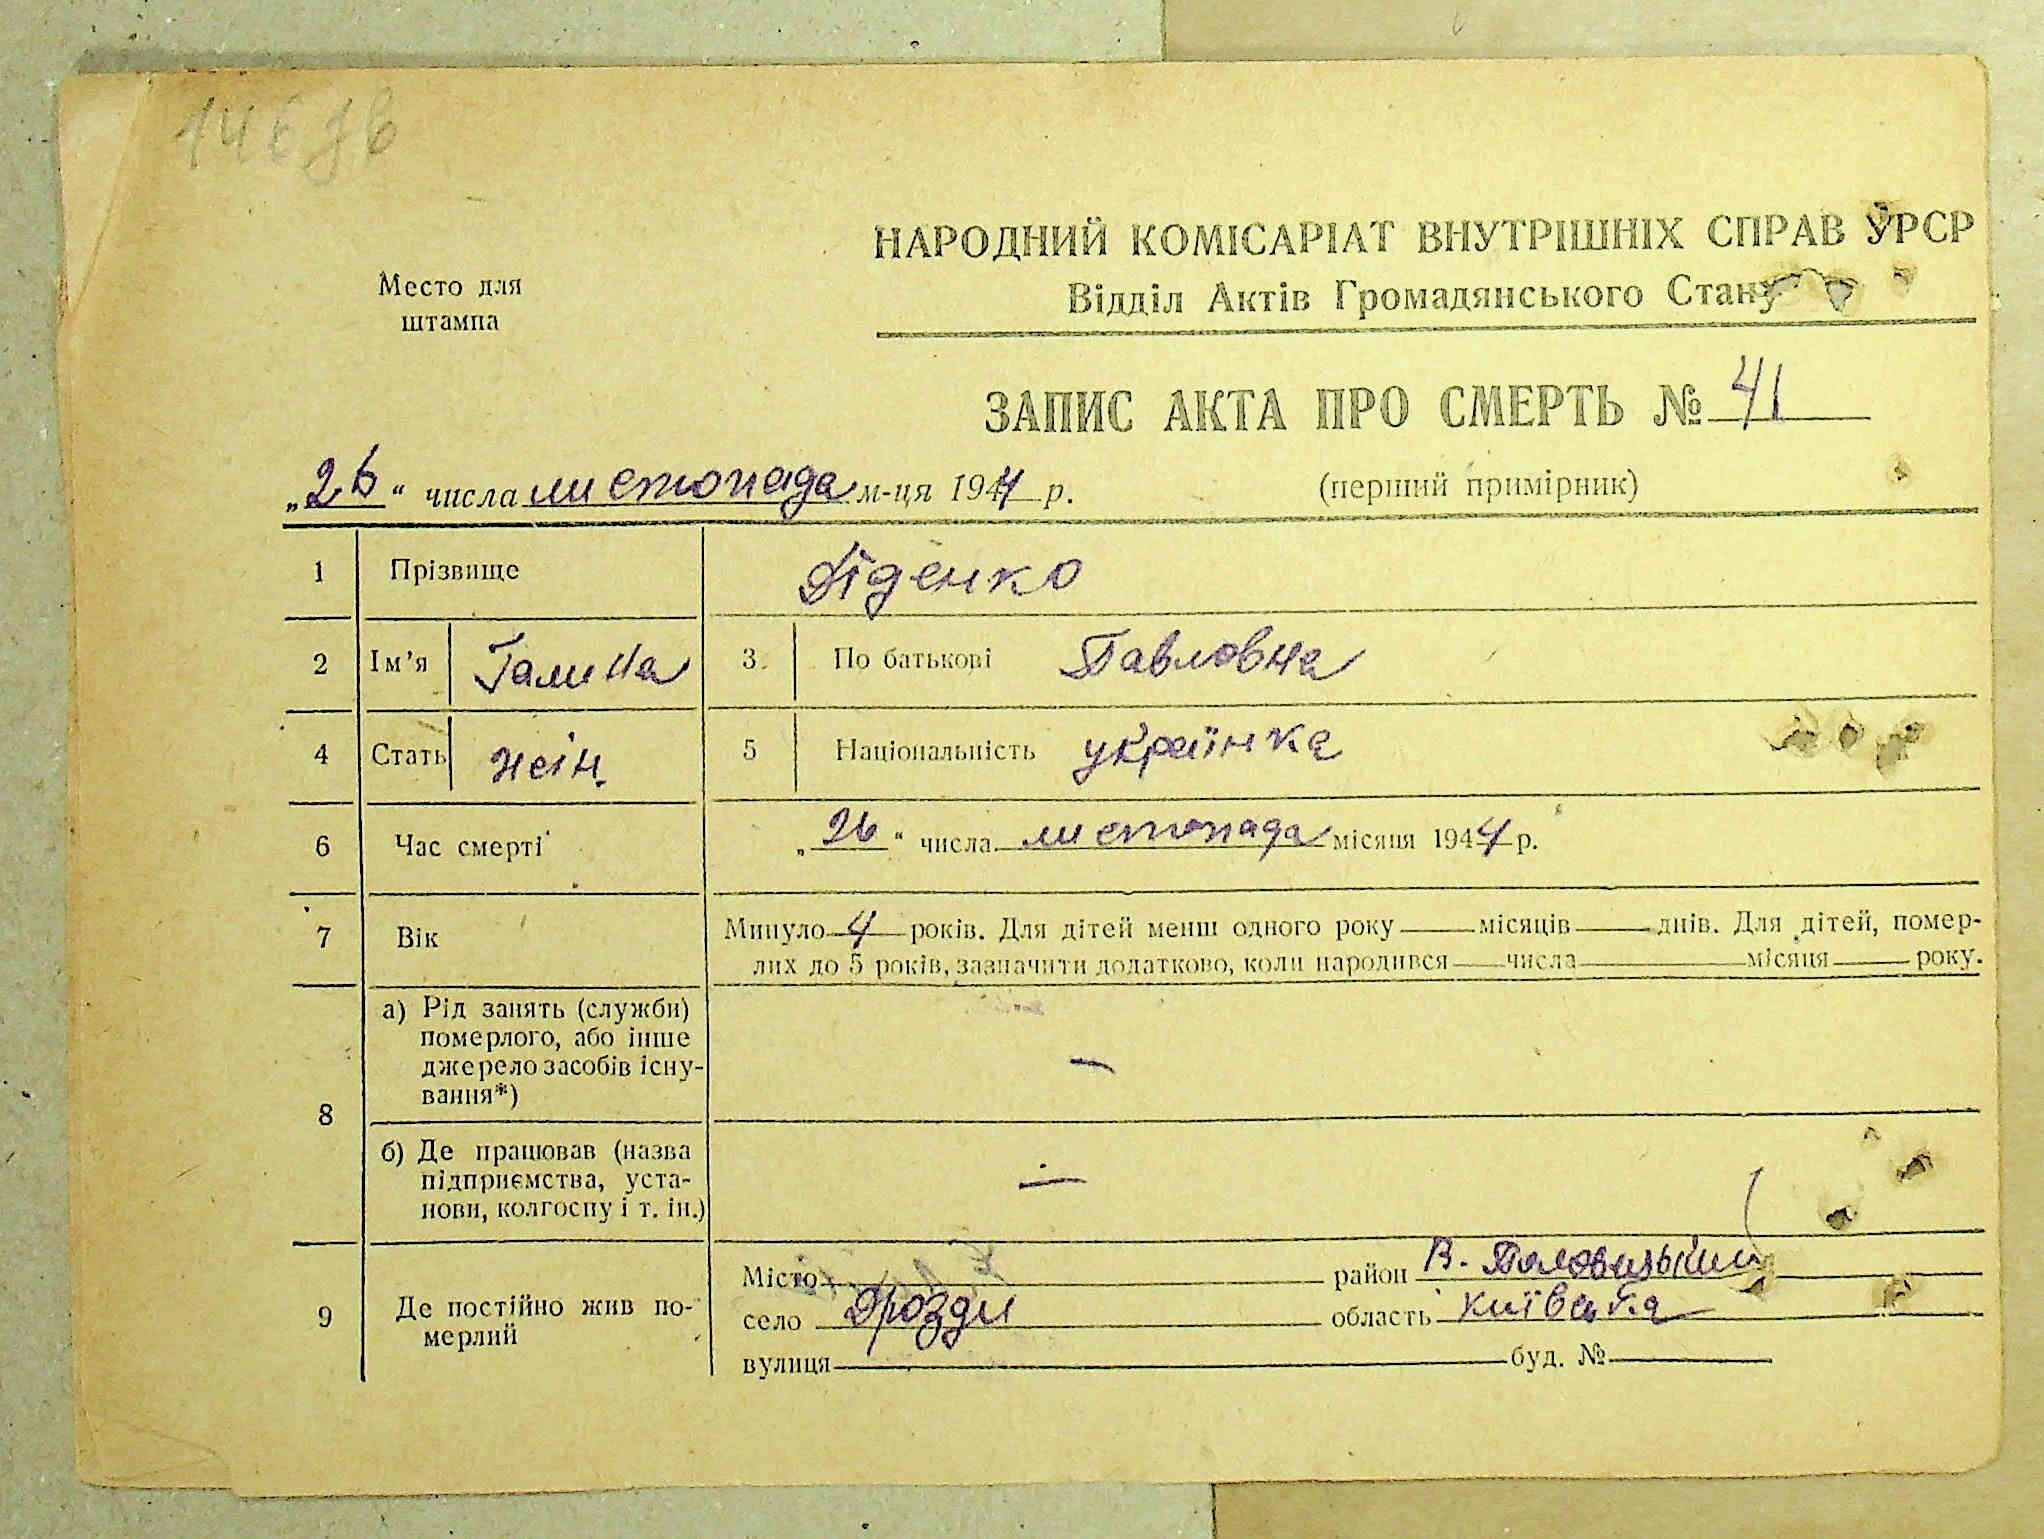 146 зв
НАРОДНИЙ КОМІСАРІАТ ВНУТРІШНІХ СПРАВ УРСР
Место для
штампа
Відділ Актів Громадянського Стану
ЗАПИС АКТА ПРО СМЕРТЬ № 41
„26“ числа листопада м-ця 1944 р.
(перший примірник)
1 Прізвище Діденко
2 Ім’я Галина 3. По батькові Павловна
4 Стать жін. 5 Національність українка
6 Час смерті „26“ числа листопада місяця 1944 р.
7 Вік Минуло 4 років. Для дітей менш одного року місяців днів. Для дітей, помер-
лих до 5 років, зазначити додатково, коли народився числа місяця року.
8 а) Рід занять (служби)
померлого, або інше
джерело засобів існу-
вання*) —
б) Де працював (назва
підприємства, уста-
нови, колгоспу і т. ін.) —
9 Де постійно жив по-
мерлий
Місто район В.-Половецький
село Дрозди область Київська
вулиця буд. №